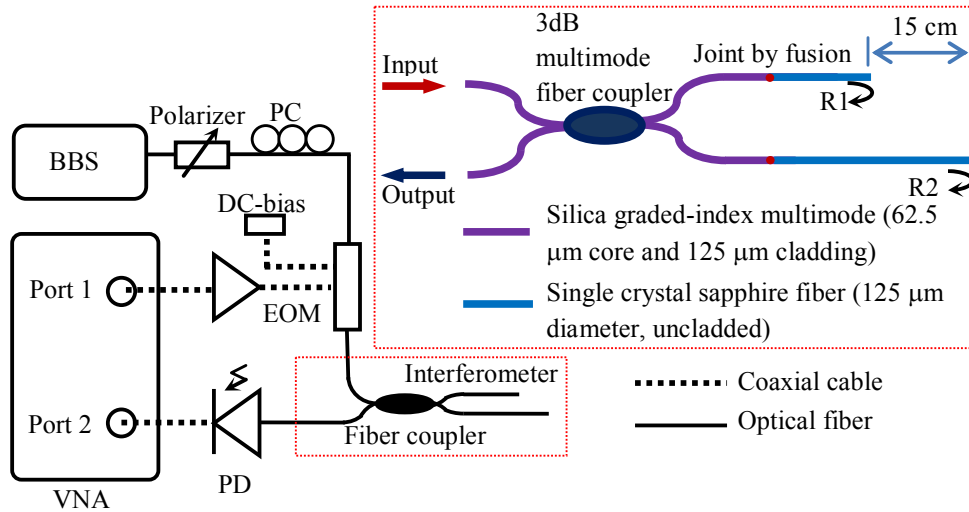 3dB
multimode
fiber coupler
15 cm
Joint by fusion
Input
R1
Output
R2
Silica graded-index multimode (62.5
μm core and 125 μm cladding)
Single crystal sapphire fiber (125 μm
diameter, uncladded)
BBS
Polarizer
PC
DC-bias
Port 1
EOM
Interferometer
Port 2
Fiber coupler
PD
VNA
Coaxial cable
Optical fiber